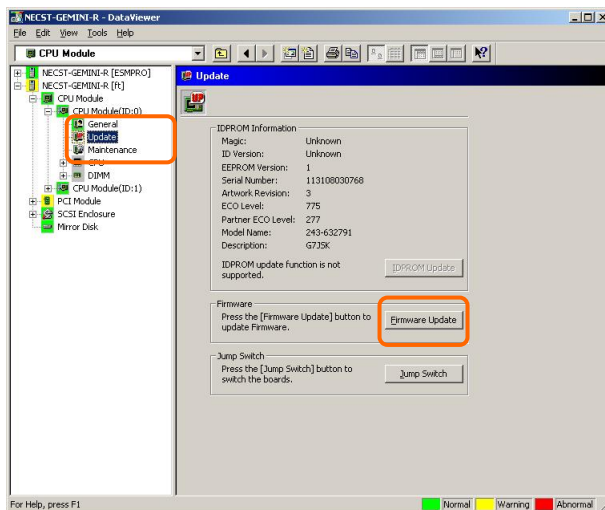 NECST-GEMINI-R - DataViewer
File Edit View Tools Help
CPU Module
NECST-GEMINI-R [ESMPRO]
NECST-GEMINI-R [ft]
CPU Module
CPU Module(ID:0)
General
Update
Maintenance
CPU
DIMM
CPU Module(ID:1)
PCI Module
SCSI Enclosure
Mirror Disk
Update
IDPROM Information
Magic: Unknown
ID Version: Unknown
EEPROM Version: 1
Serial Number: 113108030768
Artwork Revision: 3
ECO Level: 775
Partner ECO Level: 277
Model Name: 243-632791
Description: G7JSK
IDPROM update function is not
supported.
IDPROM Update
Firmware
Press the [Firmware Update] button to
update Firmware.
Firmware Update
Jump Switch
Press the [Jump Switch] button to
switch the boards.
Jump Switch
For Help, press F1
Normal Warning Abnormal